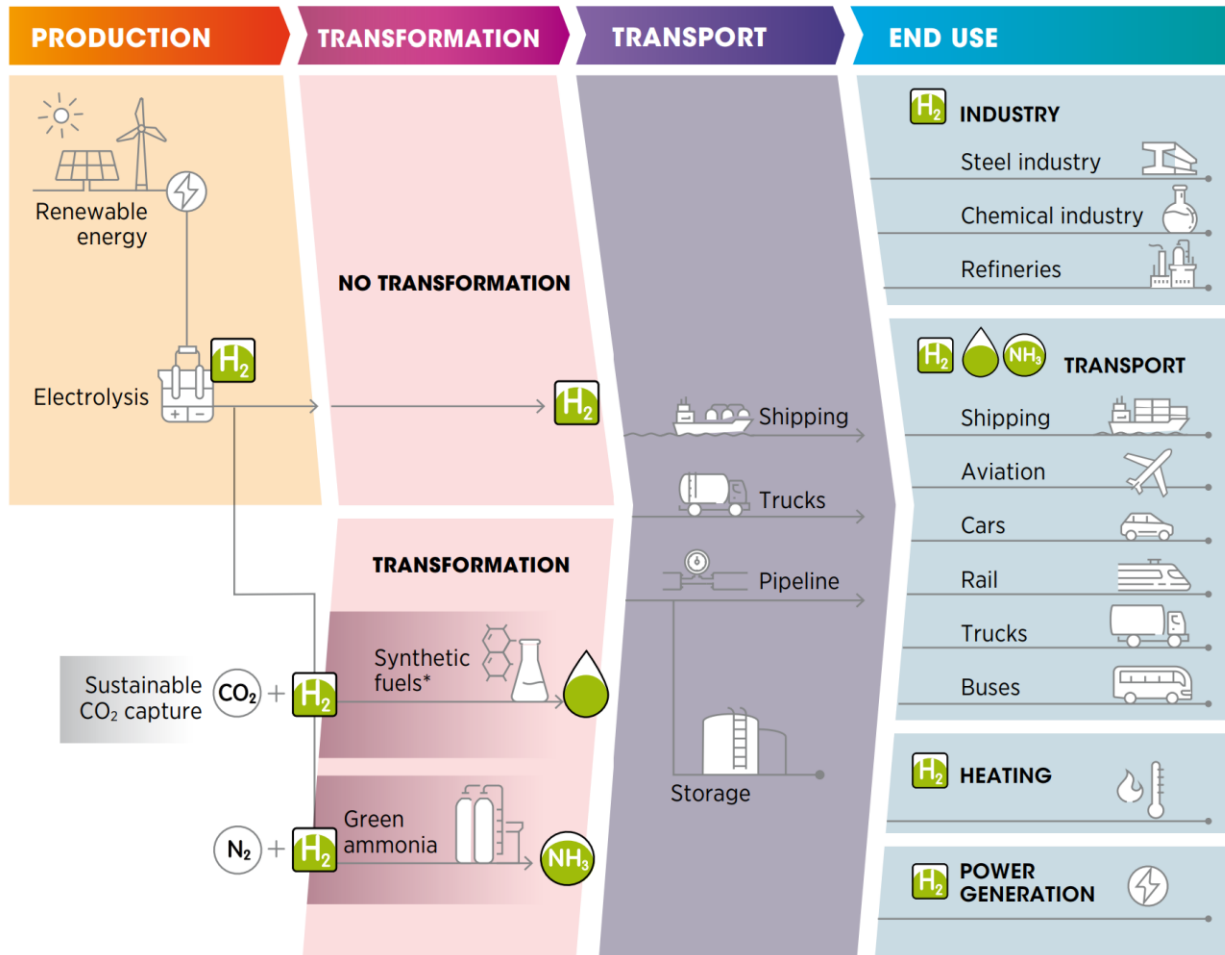 PRODUCTION
TRANSFORMATION
TRANSPORT
END USE
Renewable
energy
Electrolysis
+ −
H₂
NO TRANSFORMATION
H₂
TRANSFORMATION
Sustainable
CO₂ capture
CO₂ + H₂
Synthetic
fuels*
N₂ + H₂
Green
ammonia
NH₃
Shipping
Trucks
Pipeline
Storage
H₂ INDUSTRY
Steel industry
Chemical industry
Refineries
H₂ NH₃ TRANSPORT
Shipping
Aviation
Cars
Rail
Trucks
Buses
H₂ HEATING
H₂ POWER
GENERATION